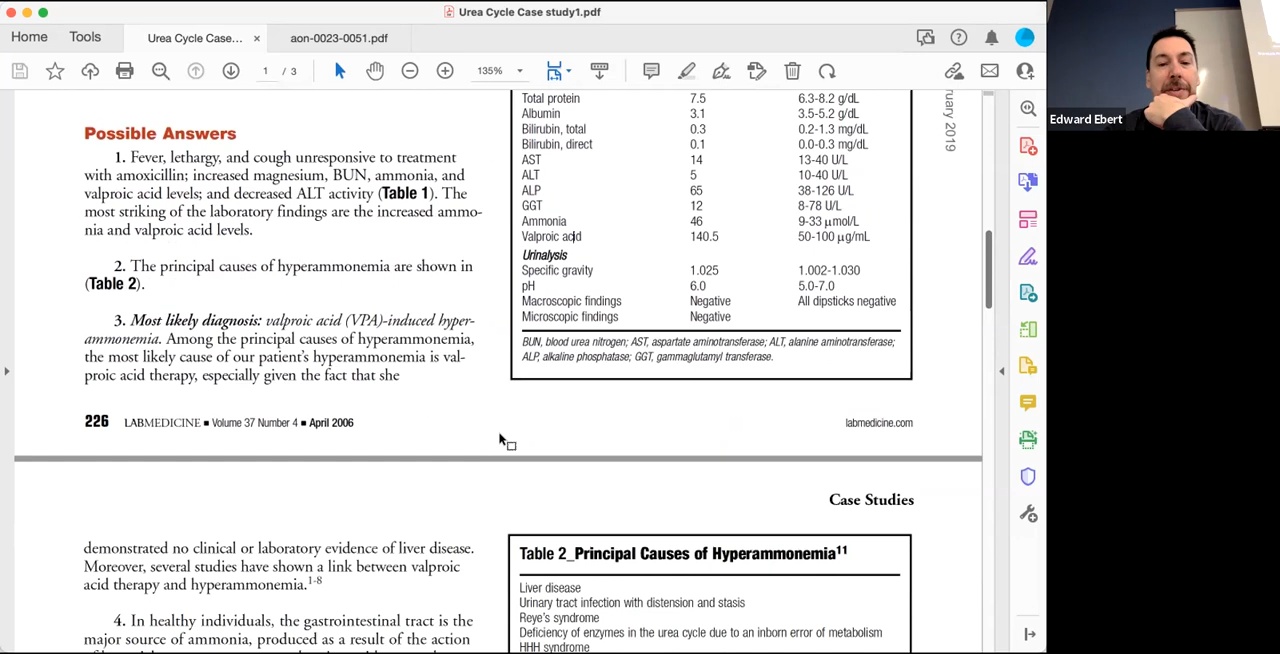 Urea Cycle Case study1.pdf
Home
Tools
Urea Cycle Case...
aon-0023-0051.pdf
1 / 3
135%
Edward Ebert
Possible Answers
1. Fever, lethargy, and cough unresponsive to treatment
with amoxicillin; increased magnesium, BUN, ammonia, and
valproic acid levels; and decreased ALT activity (Table 1). The
most striking of the laboratory findings are the increased ammo-
nia and valproic acid levels.
2. The principal causes of hyperammonemia are shown in
(Table 2).
3. Most likely diagnosis: valproic acid (VPA)-induced hyper-
ammonemia. Among the principal causes of hyperammonemia,
the most likely cause of our patient's hyperammonemia is val-
proic acid therapy, especially given the fact that she
Total protein 7.5 6.3-8.2 g/dL
Albumin 3.1 3.5-5.2 g/dL
Bilirubin, total 0.3 0.2-1.3 mg/dL
Bilirubin, direct 0.1 0.0-0.3 mg/dL
AST 14 13-40 U/L
ALT 5 10-40 U/L
ALP 65 38-126 U/L
GGT 12 8-78 U/L
Ammonia 46 9-33 μmol/L
Valproic acid 140.5 50-100 μg/mL
Urinalysis
Specific gravity 1.025 1.002-1.030
pH 6.0 5.0-7.0
Macroscopic findings Negative All dipsticks negative
Microscopic findings Negative
BUN, blood urea nitrogen; AST, aspartate aminotransferase; ALT, alanine aminotransferase;
ALP, alkaline phosphatase; GGT, gammaglutamyl transferase.
ruary 2019
226 LABMEDICINE ■ Volume 37 Number 4 ■ April 2006
labmedicine.com
Case Studies
demonstrated no clinical or laboratory evidence of liver disease.
Moreover, several studies have shown a link between valproic
acid therapy and hyperammonemia.1-8
4. In healthy individuals, the gastrointestinal tract is the
major source of ammonia, produced as a result of the action
Table 2_Principal Causes of Hyperammonemia11
Liver disease
Urinary tract infection with distension and stasis
Reye's syndrome
Deficiency of enzymes in the urea cycle due to an inborn error of metabolism
HHH syndrome